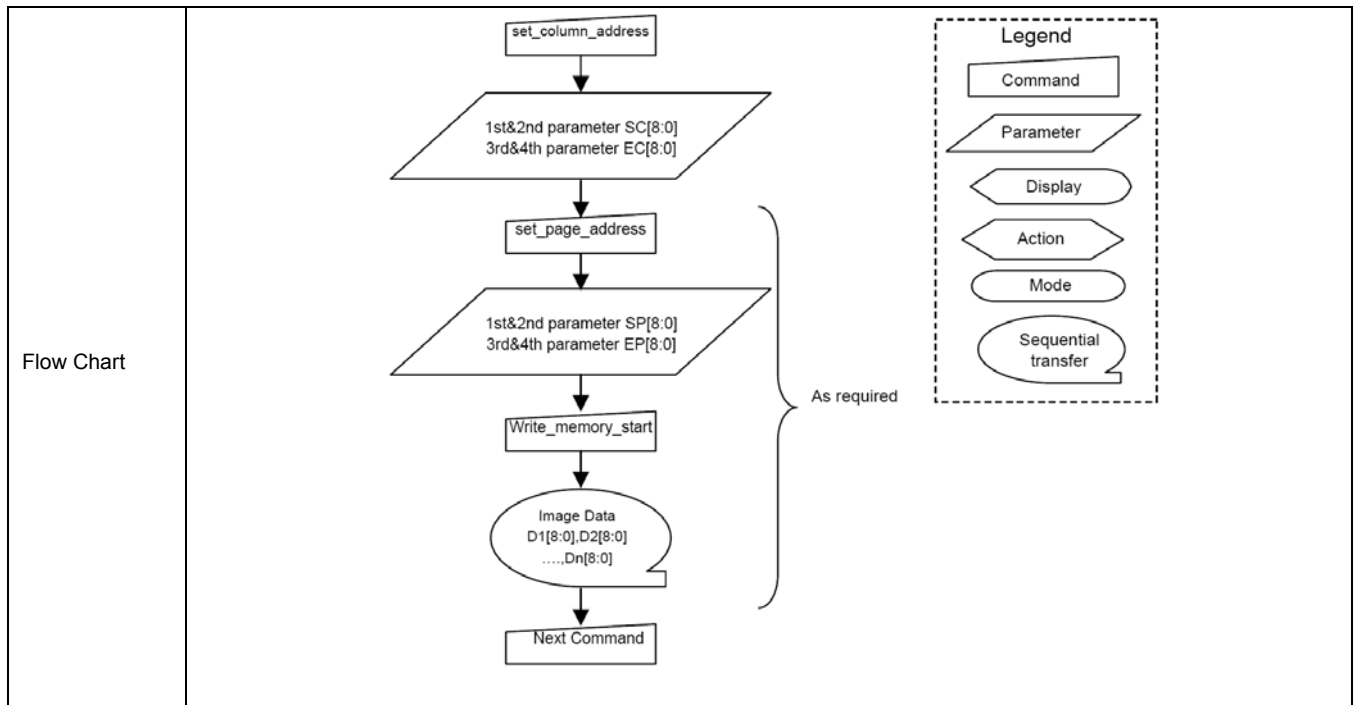 Flow Chart
set_column_address
1st&2nd parameter SC[8:0]
3rd&4th parameter EC[8:0]
set_page_address
1st&2nd parameter SP[8:0]
3rd&4th parameter EP[8:0]
Write_memory_start
Image Data
D1[8:0],D2[8:0]
....,Dn[8:0]
Next Command
As required
Legend
Command
Parameter
Display
Action
Mode
Sequential
transfer